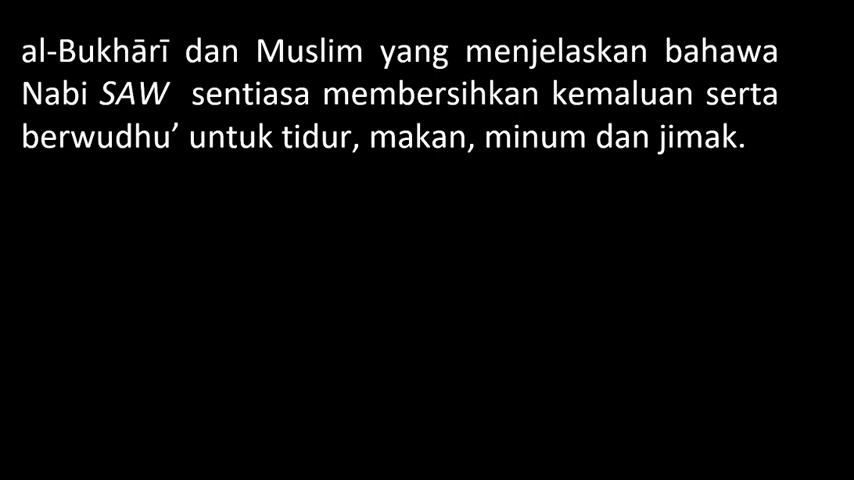 al-Bukhārī dan Muslim yang menjelaskan bahawa
Nabi SAW sentiasa membersihkan kemaluan serta
berwudhu’ untuk tidur, makan, minum dan jimak.